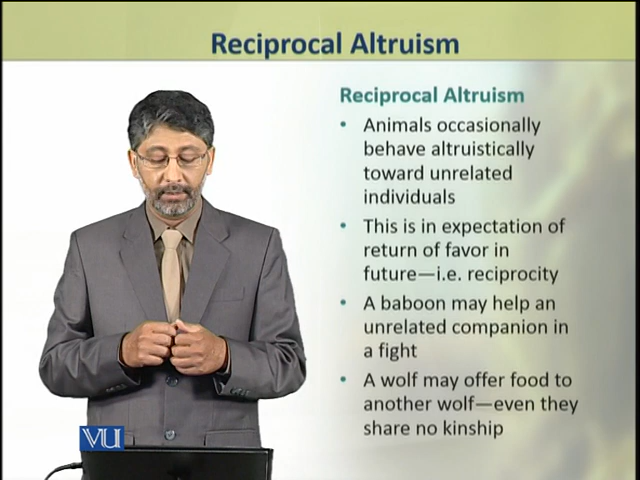 Reciprocal Altruism
Reciprocal Altruism
• Animals occasionally
behave altruistically
toward unrelated
individuals
• This is in expectation of
return of favor in
future—i.e. reciprocity
• A baboon may help an
unrelated companion in
a fight
• A wolf may offer food to
another wolf—even they
share no kinship
VU